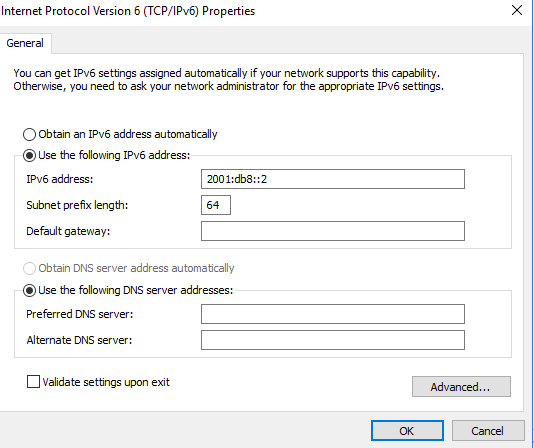 Internet Protocol Version 6 (TCP/IPv6) Properties
General
You can get IPv6 settings assigned automatically if your network supports this capability.
Otherwise, you need to ask your network administrator for the appropriate IPv6 settings.
Obtain an IPv6 address automatically
Use the following IPv6 address:
IPv6 address: 2001:db8::2
Subnet prefix length: 64
Default gateway:
Obtain DNS server address automatically
Use the following DNS server addresses:
Preferred DNS server:
Alternate DNS server:
Validate settings upon exit
Advanced...
OK Cancel